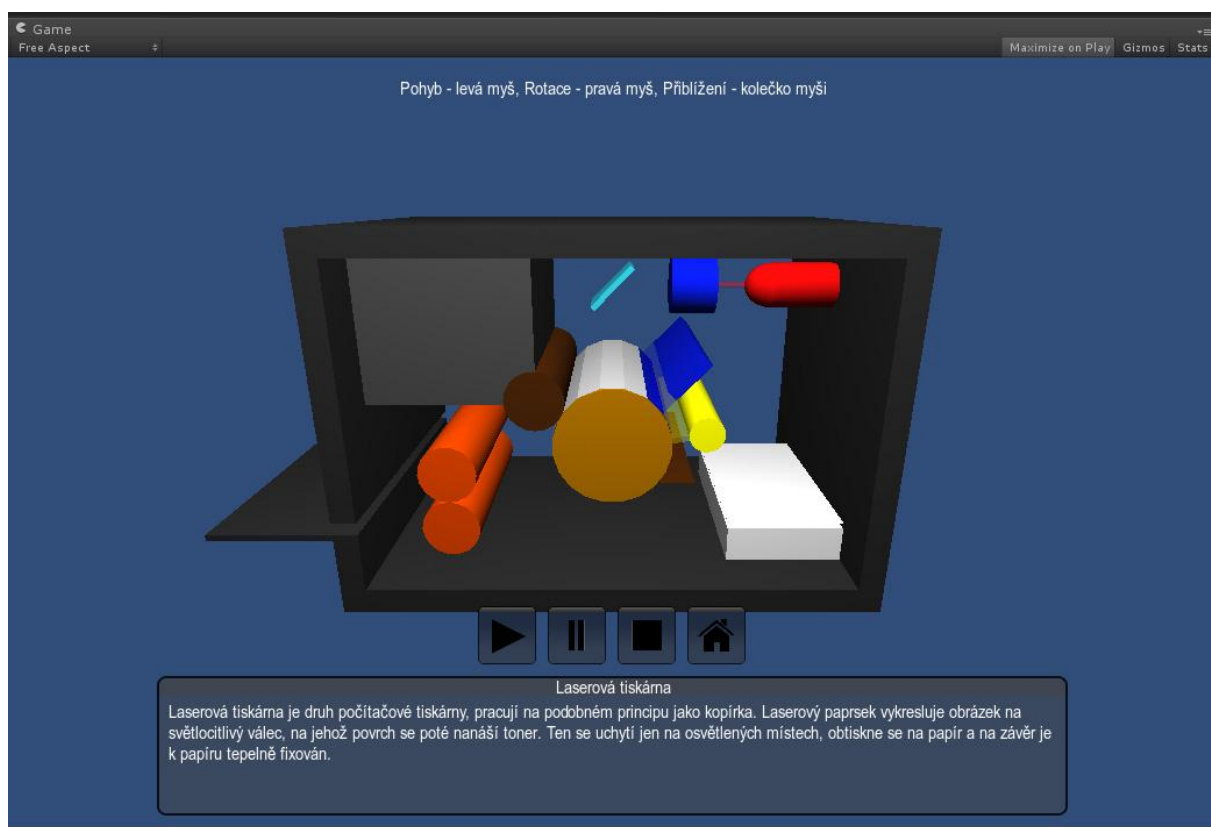 Game
Free Aspect
Maximize on Play Gizmos Stats
Pohyb - levá myš, Rotace - pravá myš, Přiblížení - kolečko myši
Laserová tiskárna
Laserová tiskárna je druh počítačové tiskárny, pracují na podobném principu jako kopírka. Laserový paprsek vykresluje obrázek na
světlocitlivý válec, na jehož povrch se poté nanáší toner. Ten se uchytí jen na osvětlených místech, obtiskne se na papír a na závěr je
k papíru tepelně fixován.